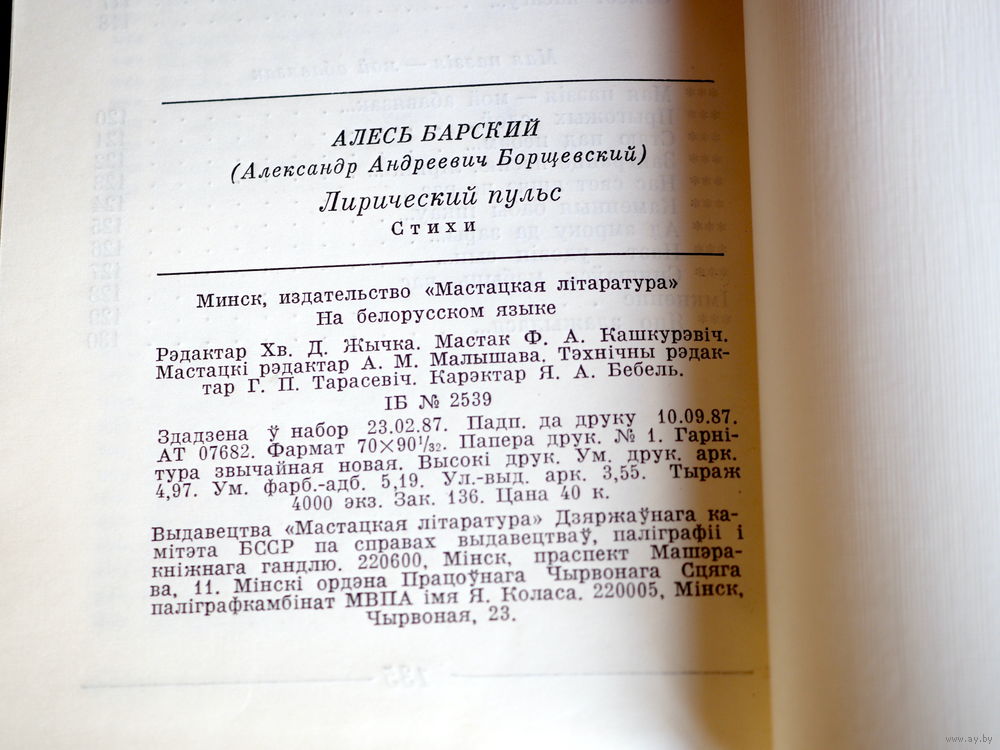 АЛЕСЬ БАРСКИЙ
(Александр Андреевич Борщевский)
Лирический пульс
Стихи
Минск, издательство «Мастацкая літаратура»
На белорусском языке
Рэдактар Хв. Д. Жычка. Мастак Ф. А. Кашкурэвіч.
Мастацкі рэдактар А. М. Малышава. Тэхнічны рэдак-
тар Г. П. Тарасевіч. Карэктар Я. А. Бебель.
ІБ № 2539
Здадзена ў набор 23.02.87. Падп. да друку 10.09.87.
АТ 07682. Фармат 70×90¹/₃₂. Папера друк. № 1. Гарні-
тура звычайная новая. Высокі друк. Ум. друк. арк.
4,97. Ум. фарб.-адб. 5,19. Ул.-выд. арк. 3,55. Тыраж
4000 экз. Зак. 136. Цана 40 к.
Выдавецтва «Мастацкая літаратура» Дзяржаўнага ка-
мітэта БССР па справах выдавецтваў, паліграфіі і
кніжнага гандлю. 220600, Мінск, праспект Машэра-
ва, 11. Мінскі ордэна Працоўнага Чырвонага Сцяга
паліграфкамбінат МВПА імя Я. Коласа. 220005, Мінск,
Чырвоная, 23.
www.ay.by